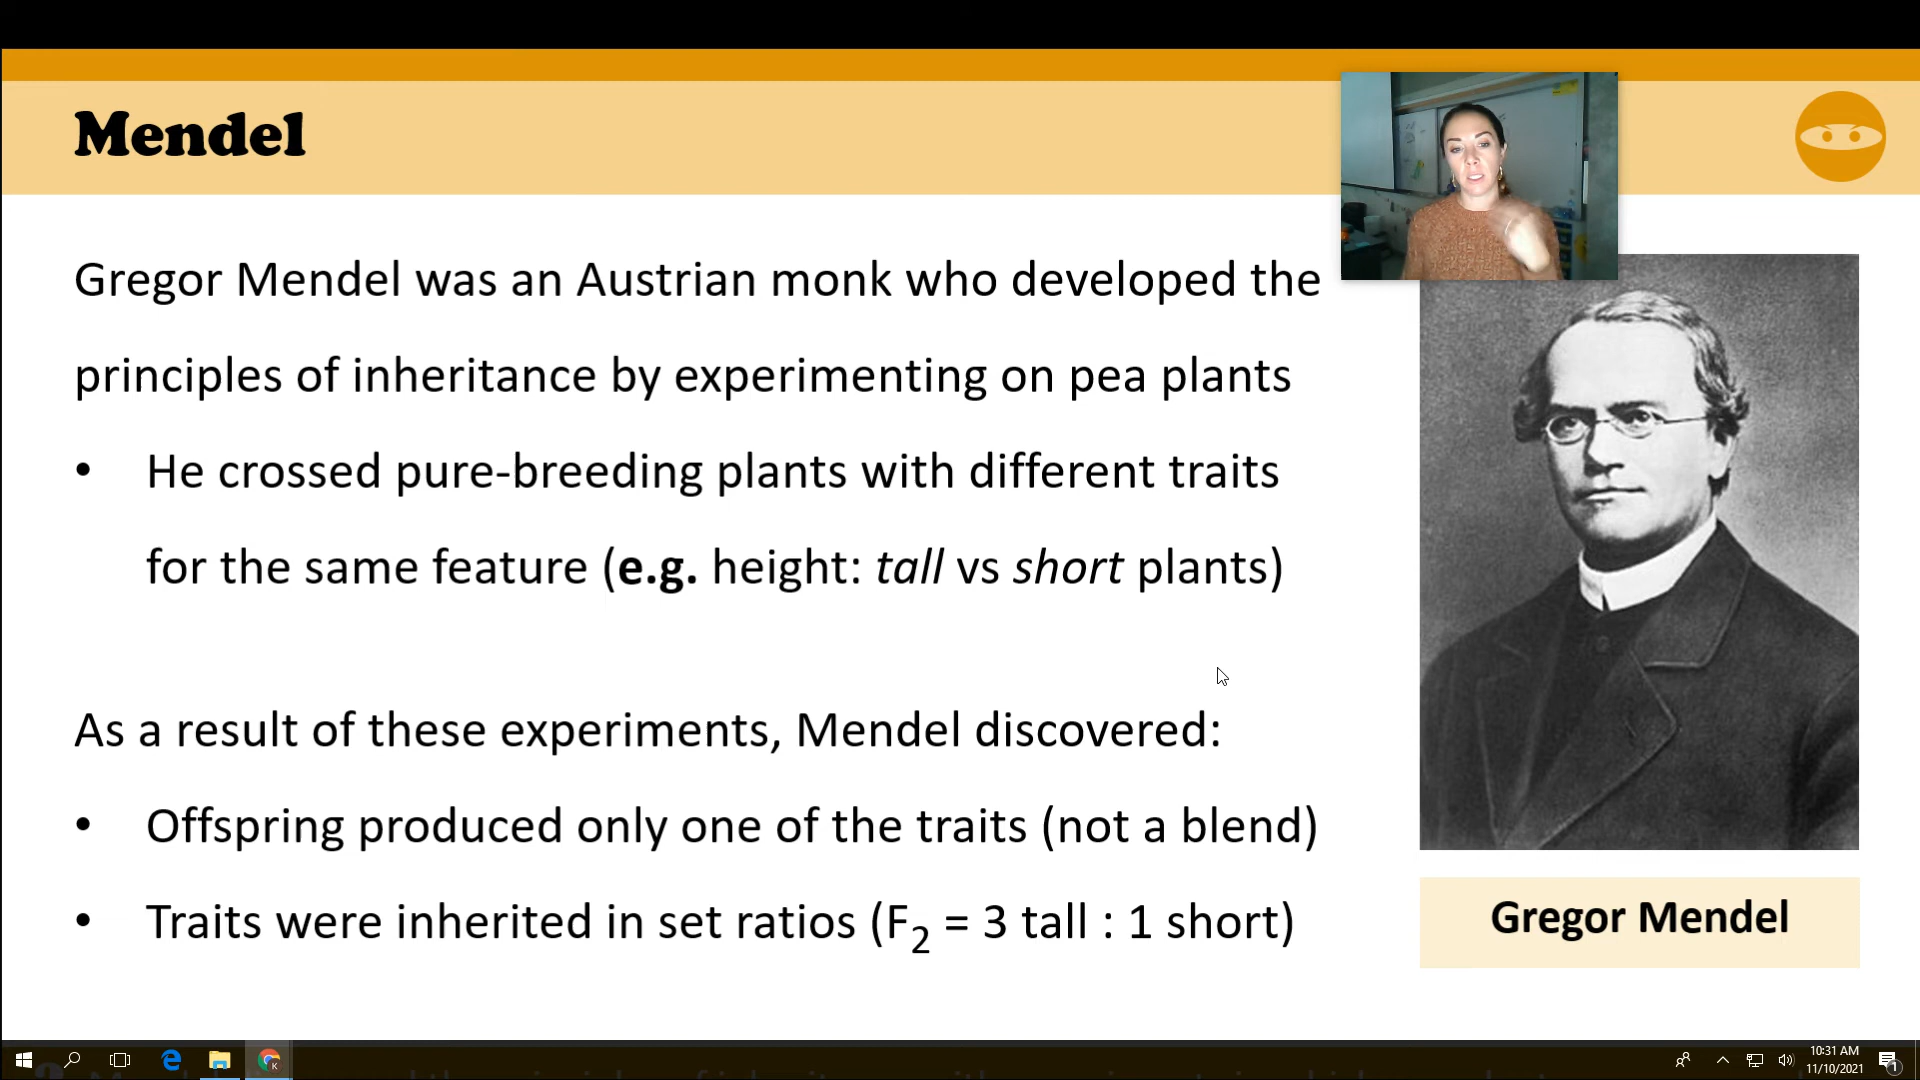 Mendel
Gregor Mendel was an Austrian monk who developed the
principles of inheritance by experimenting on pea plants
• He crossed pure-breeding plants with different traits
for the same feature (e.g. height: tall vs short plants)
As a result of these experiments, Mendel discovered:
• Offspring produced only one of the traits (not a blend)
• Traits were inherited in set ratios (F₂ = 3 tall : 1 short)
Gregor Mendel
10:31 AM
11/10/2021
K
1